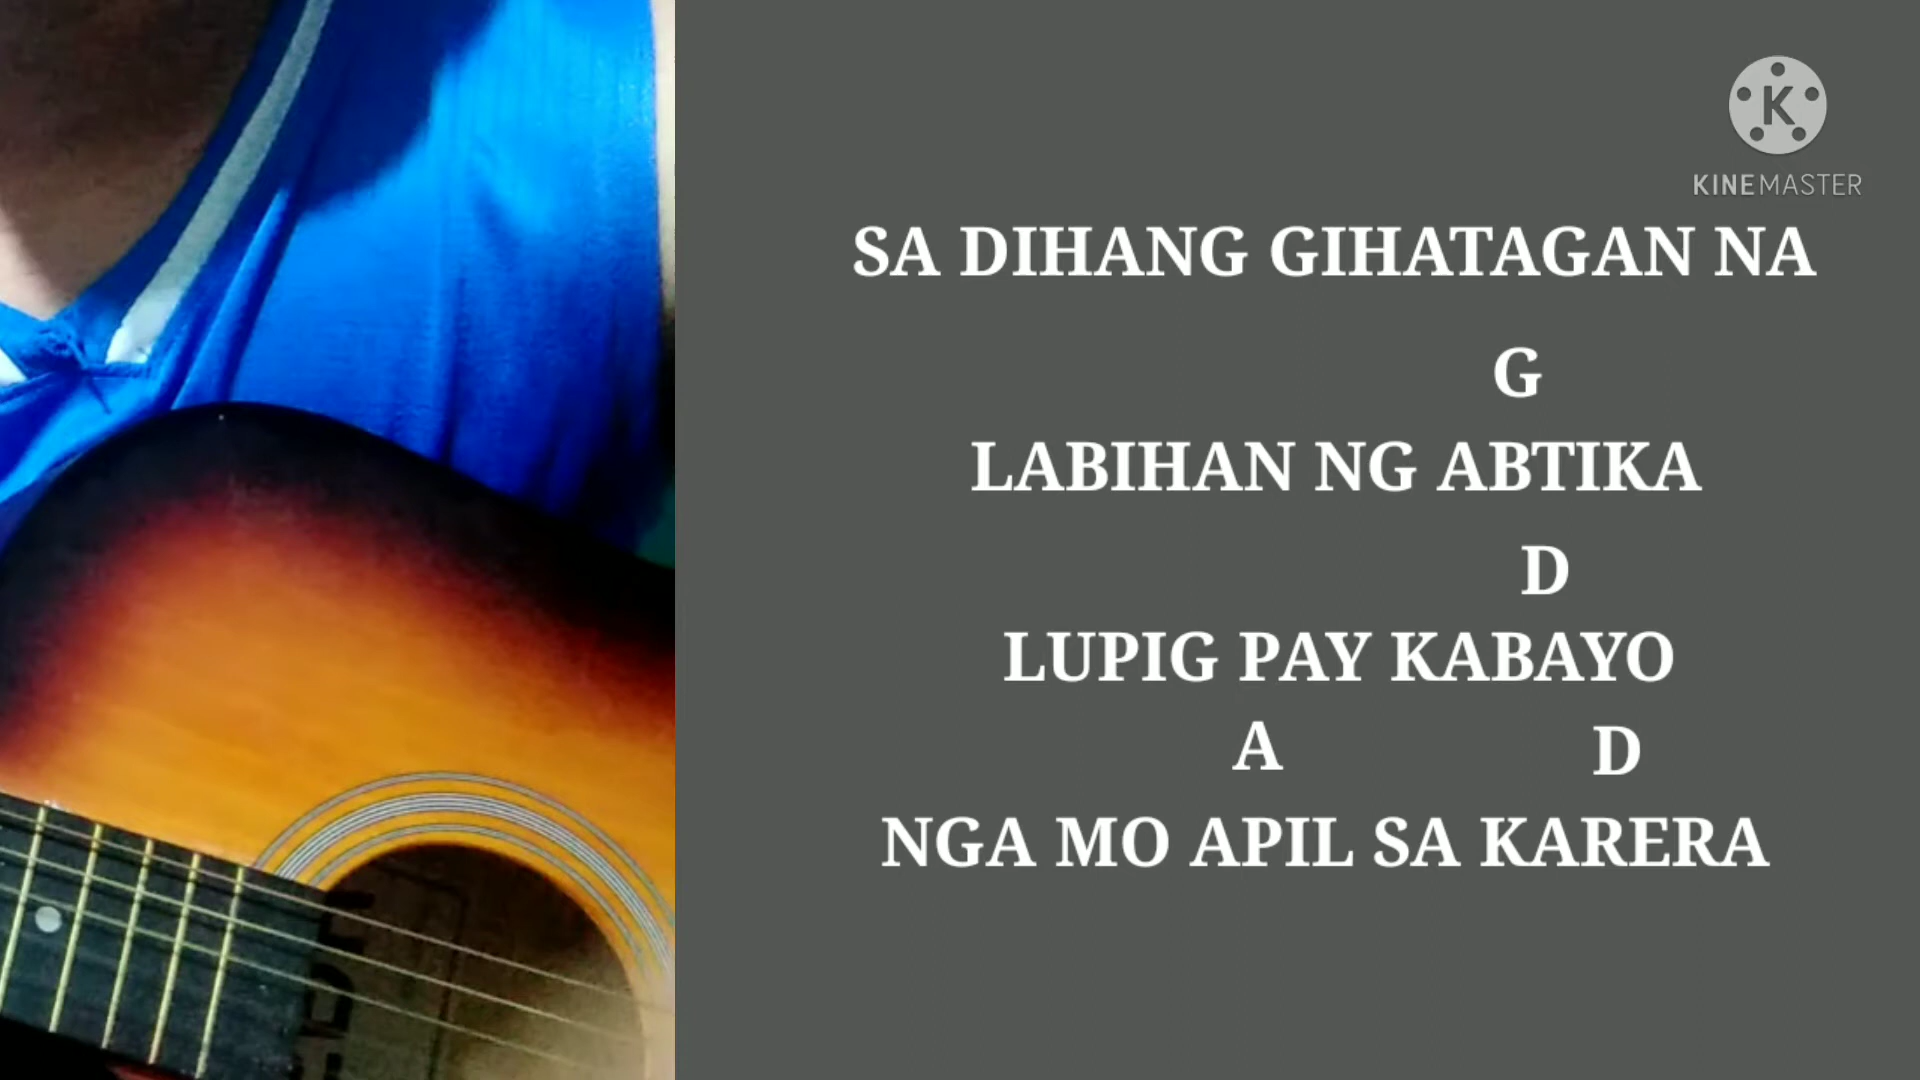 K
KINEMASTER
SA DIHANG GIHATAGAN NA
G
LABIHAN NG ABTIKA
D
LUPIG PAY KABAYO
A D
NGA MO APIL SA KARERA